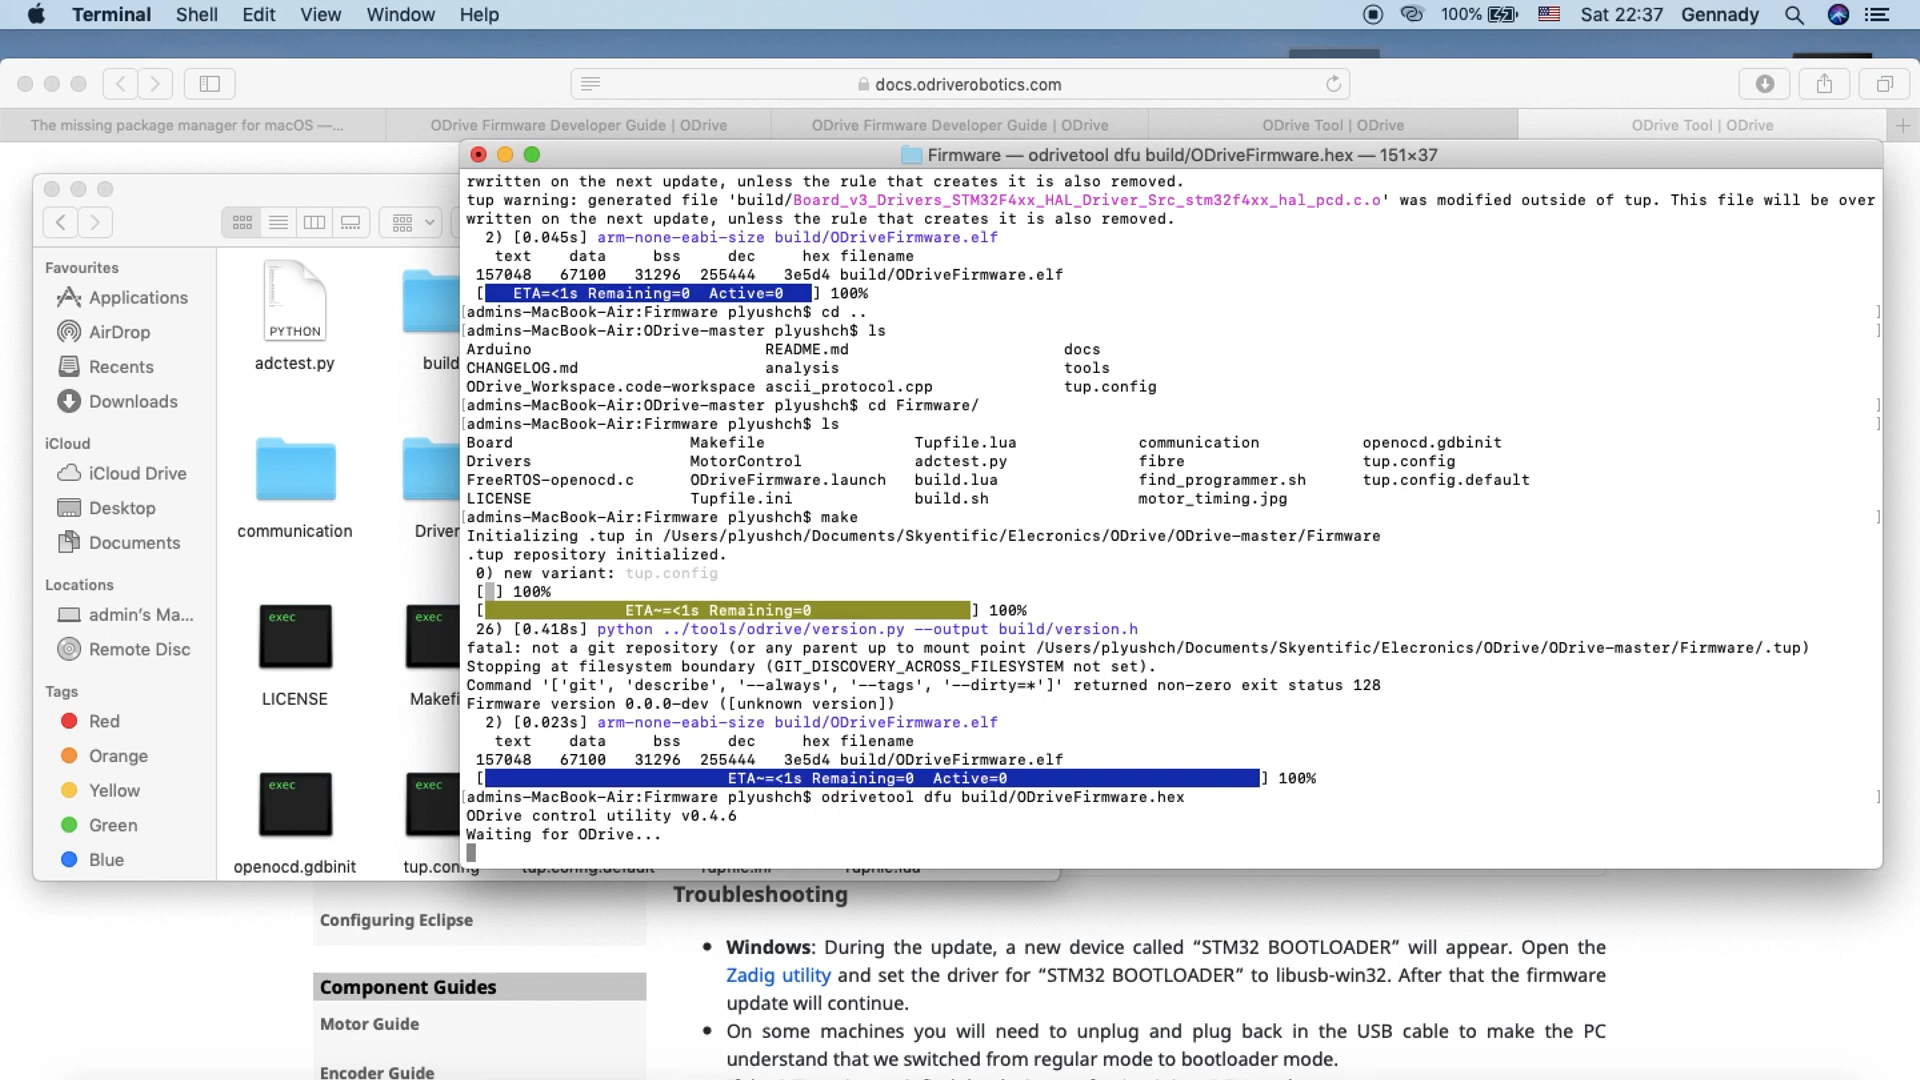 Terminal Shell Edit View Window Help 100% Sat 22:37 Gennady
docs.odriverobotics.com
The missing package manager for macOS —... ODrive Firmware Developer Guide | ODrive ODrive Firmware Developer Guide | ODrive ODrive Tool | ODrive ODrive Tool | ODrive
Firmware — odrivetool dfu build/ODriveFirmware.hex — 151×37
rwritten on the next update, unless the rule that creates it is also removed.
tup warning: generated file 'build/Board_v3_Drivers_STM32F4xx_HAL_Driver_Src_stm32f4xx_hal_pcd.c.o' was modified outside of tup. This file will be over
written on the next update, unless the rule that creates it is also removed.
2) [0.045s] arm-none-eabi-size build/ODriveFirmware.elf
text data bss dec hex filename
157048 67100 31296 255444 3e5d4 build/ODriveFirmware.elf
[ ETA=<1s Remaining=0 Active=0 ] 100%
[admins-MacBook-Air:Firmware plyushch$ cd .. ]
[admins-MacBook-Air:ODrive-master plyushch$ ls ]
Arduino README.md docs
CHANGELOG.md analysis tools
ODrive_Workspace.code-workspace ascii_protocol.cpp tup.config
[admins-MacBook-Air:ODrive-master plyushch$ cd Firmware/ ]
[admins-MacBook-Air:Firmware plyushch$ ls ]
Board Makefile Tupfile.lua communication openocd.gdbinit
Drivers MotorControl adctest.py fibre tup.config
FreeRTOS-openocd.c ODriveFirmware.launch build.lua find_programmer.sh tup.config.default
LICENSE Tupfile.ini build.sh motor_timing.jpg
[admins-MacBook-Air:Firmware plyushch$ make ]
Initializing .tup in /Users/plyushch/Documents/Skyentific/Elecronics/ODrive/ODrive-master/Firmware
.tup repository initialized.
0) new variant: tup.config
[ ] 100%
[ ETA~=<1s Remaining=0 ] 100%
26) [0.418s] python ../tools/odrive/version.py --output build/version.h
fatal: not a git repository (or any parent up to mount point /Users/plyushch/Documents/Skyentific/Elecronics/ODrive/ODrive-master/Firmware/.tup)
Stopping at filesystem boundary (GIT_DISCOVERY_ACROSS_FILESYSTEM not set).
Command '['git', 'describe', '--always', '--tags', '--dirty=*']' returned non-zero exit status 128
Firmware version 0.0.0-dev ([unknown version])
2) [0.023s] arm-none-eabi-size build/ODriveFirmware.elf
text data bss dec hex filename
157048 67100 31296 255444 3e5d4 build/ODriveFirmware.elf
[ ETA~=<1s Remaining=0 Active=0 ] 100%
[admins-MacBook-Air:Firmware plyushch$ odrivetool dfu build/ODriveFirmware.hex ]
ODrive control utility v0.4.6
Waiting for ODrive...
Favourites
Applications
AirDrop
Recents
Downloads
iCloud
iCloud Drive
Desktop
Documents
Locations
admin's Ma...
Remote Disc
Tags
Red
Orange
Yellow
Green
Blue
PYTHON
adctest.py build
communication Driver
exec exec
LICENSE Makefi
exec exec
openocd.gdbinit tup.config
Configuring Eclipse
Component Guides
Motor Guide
Encoder Guide
Troubleshooting
• Windows: During the update, a new device called “STM32 BOOTLOADER” will appear. Open the
Zadig utility and set the driver for “STM32 BOOTLOADER” to libusb-win32. After that the firmware
update will continue.
• On some machines you will need to unplug and plug back in the USB cable to make the PC
understand that we switched from regular mode to bootloader mode.